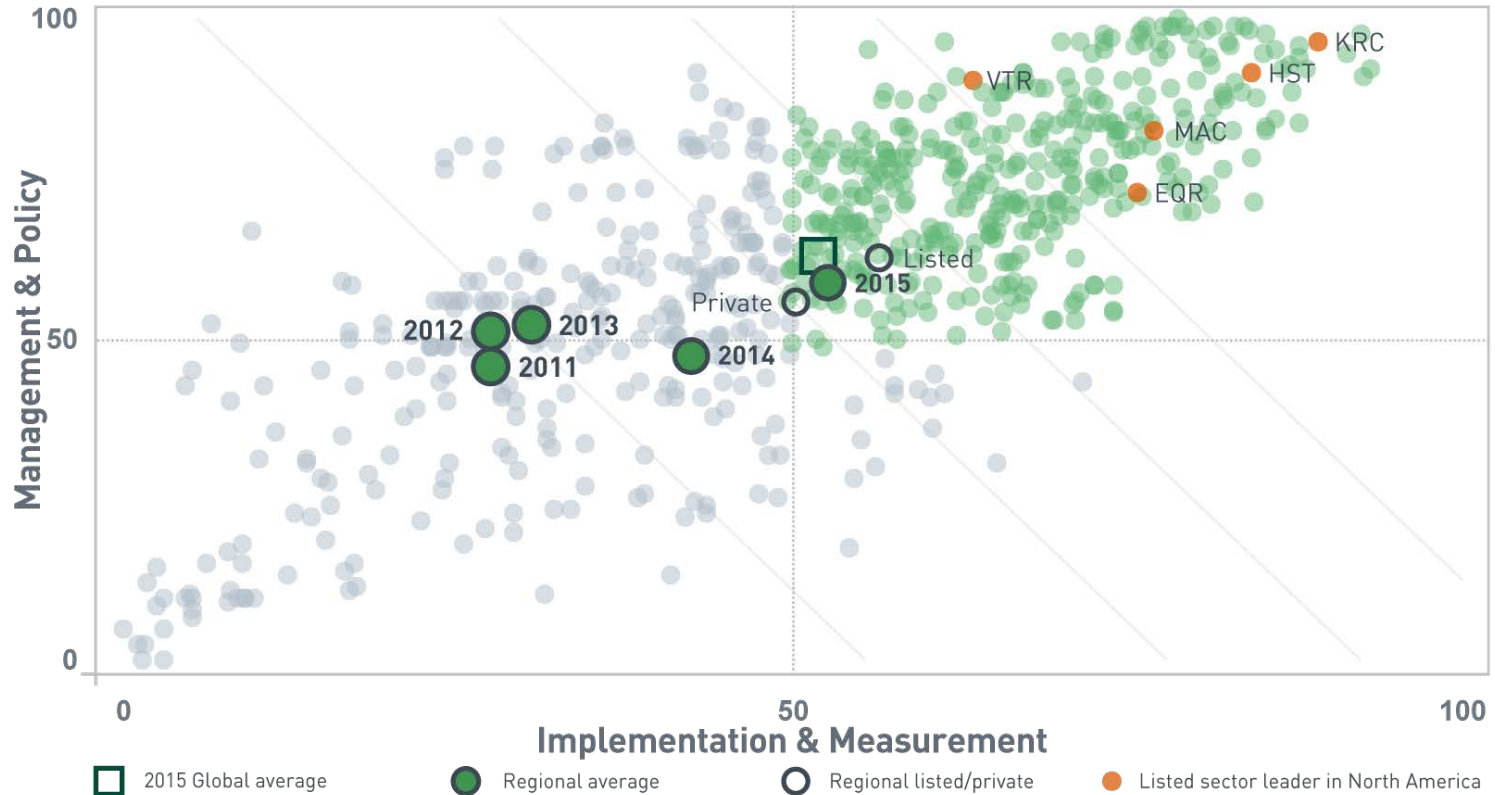 100
KRC
HST
VTR
MAC
EQR
Listed
2015
Private
2012
2013
50
2014
2011
0
Management & Policy
0
50
100
Implementation & Measurement
2015 Global average
Regional average
Regional listed/private
Listed sector leader in North America